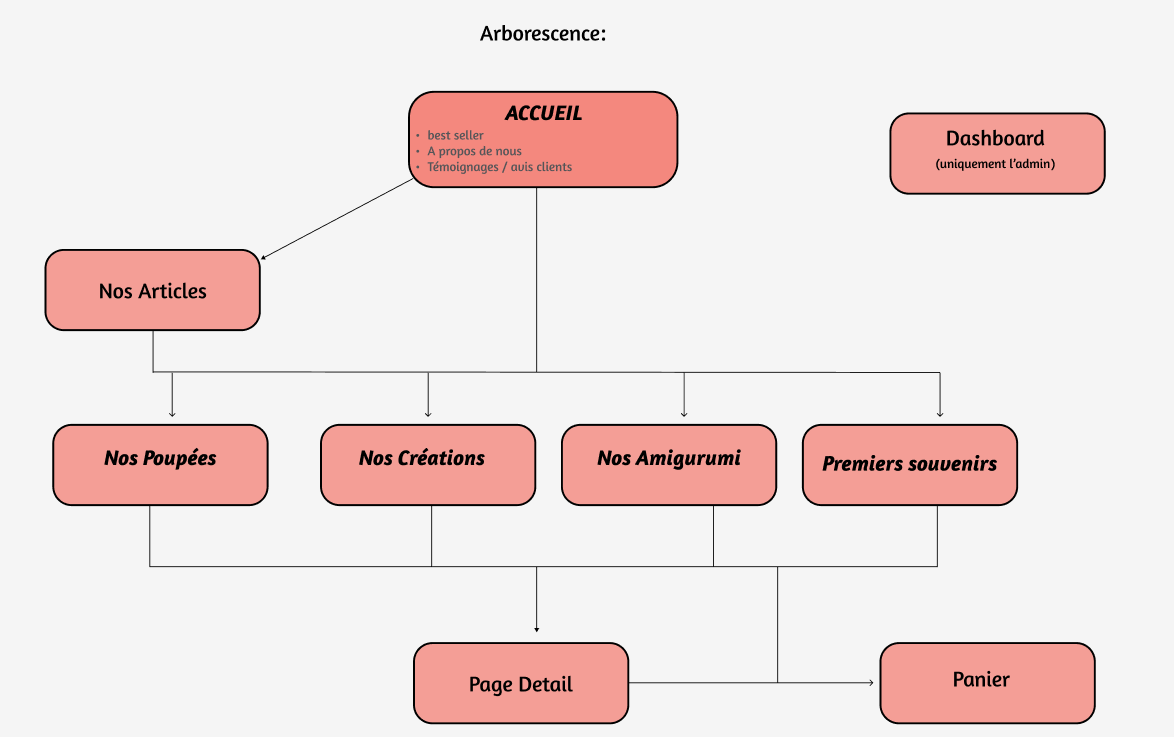 Arborescence:
ACCUEIL
• best seller
• A propos de nous
• Témoignages / avis clients
Dashboard
(uniquement l'admin)
Nos Articles
Nos Poupées
Nos Créations
Nos Amigurumi
Premiers souvenirs
Page Detail
Panier